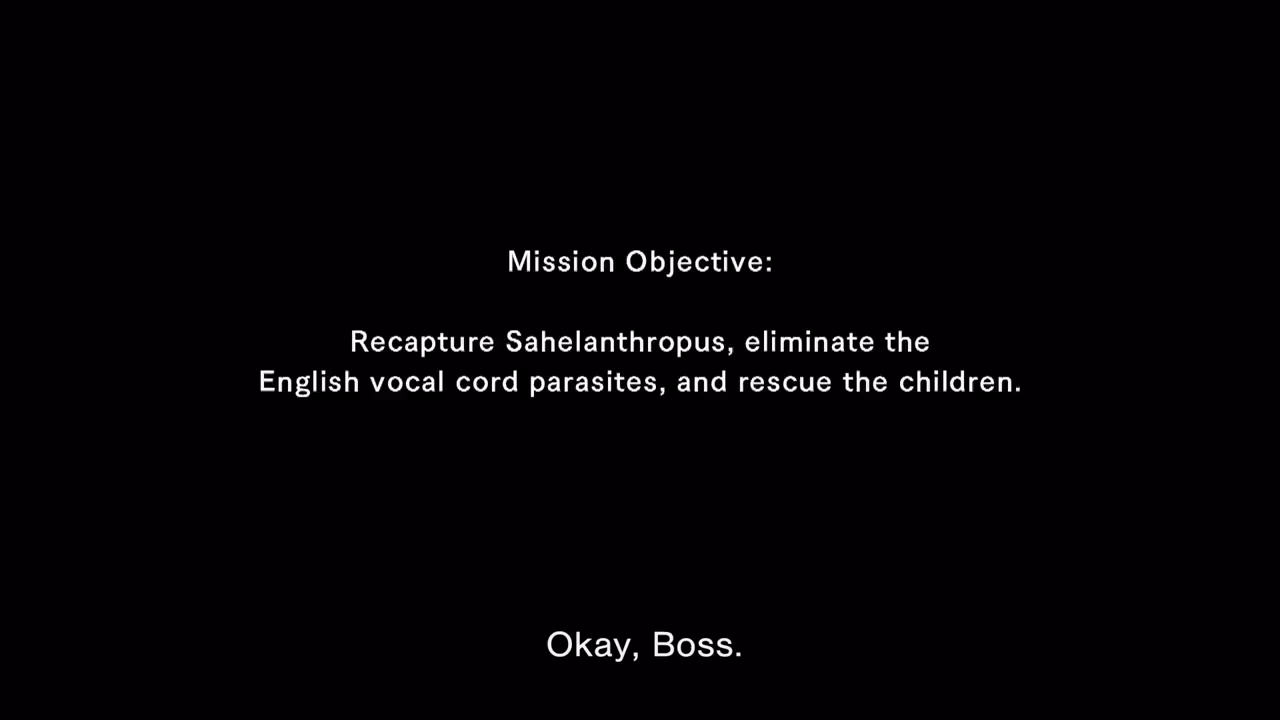 Mission Objective:
Recapture Sahelanthropus, eliminate the
English vocal cord parasites, and rescue the children.
Okay, Boss.